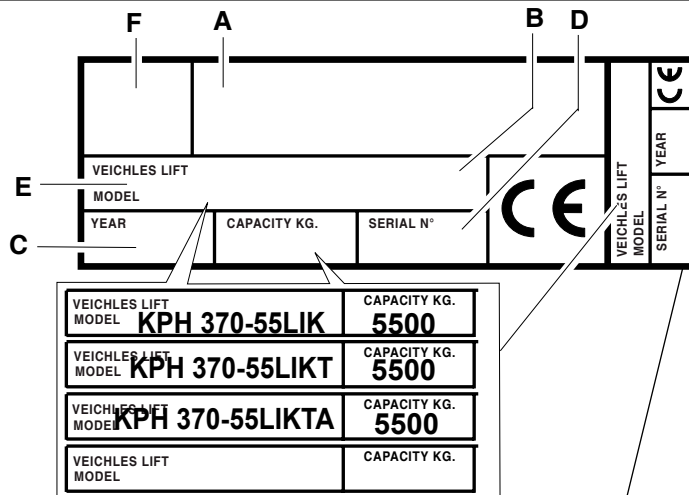 F A B D
VEICHLES LIFT
MODEL
E
YEAR CAPACITY KG. SERIAL N°
C
CE
VEICHLES LIFT
MODEL
SERIAL N° YEAR CE
VEICHLES LIFT
MODEL KPH 370-55LIK
CAPACITY KG.
5500
VEICHLES LIFT
MODEL KPH 370-55LIKT
CAPACITY KG.
5500
VEICHLES LIFT
MODEL KPH 370-55LIKTA
CAPACITY KG.
5500
VEICHLES LIFT
MODEL
CAPACITY KG.